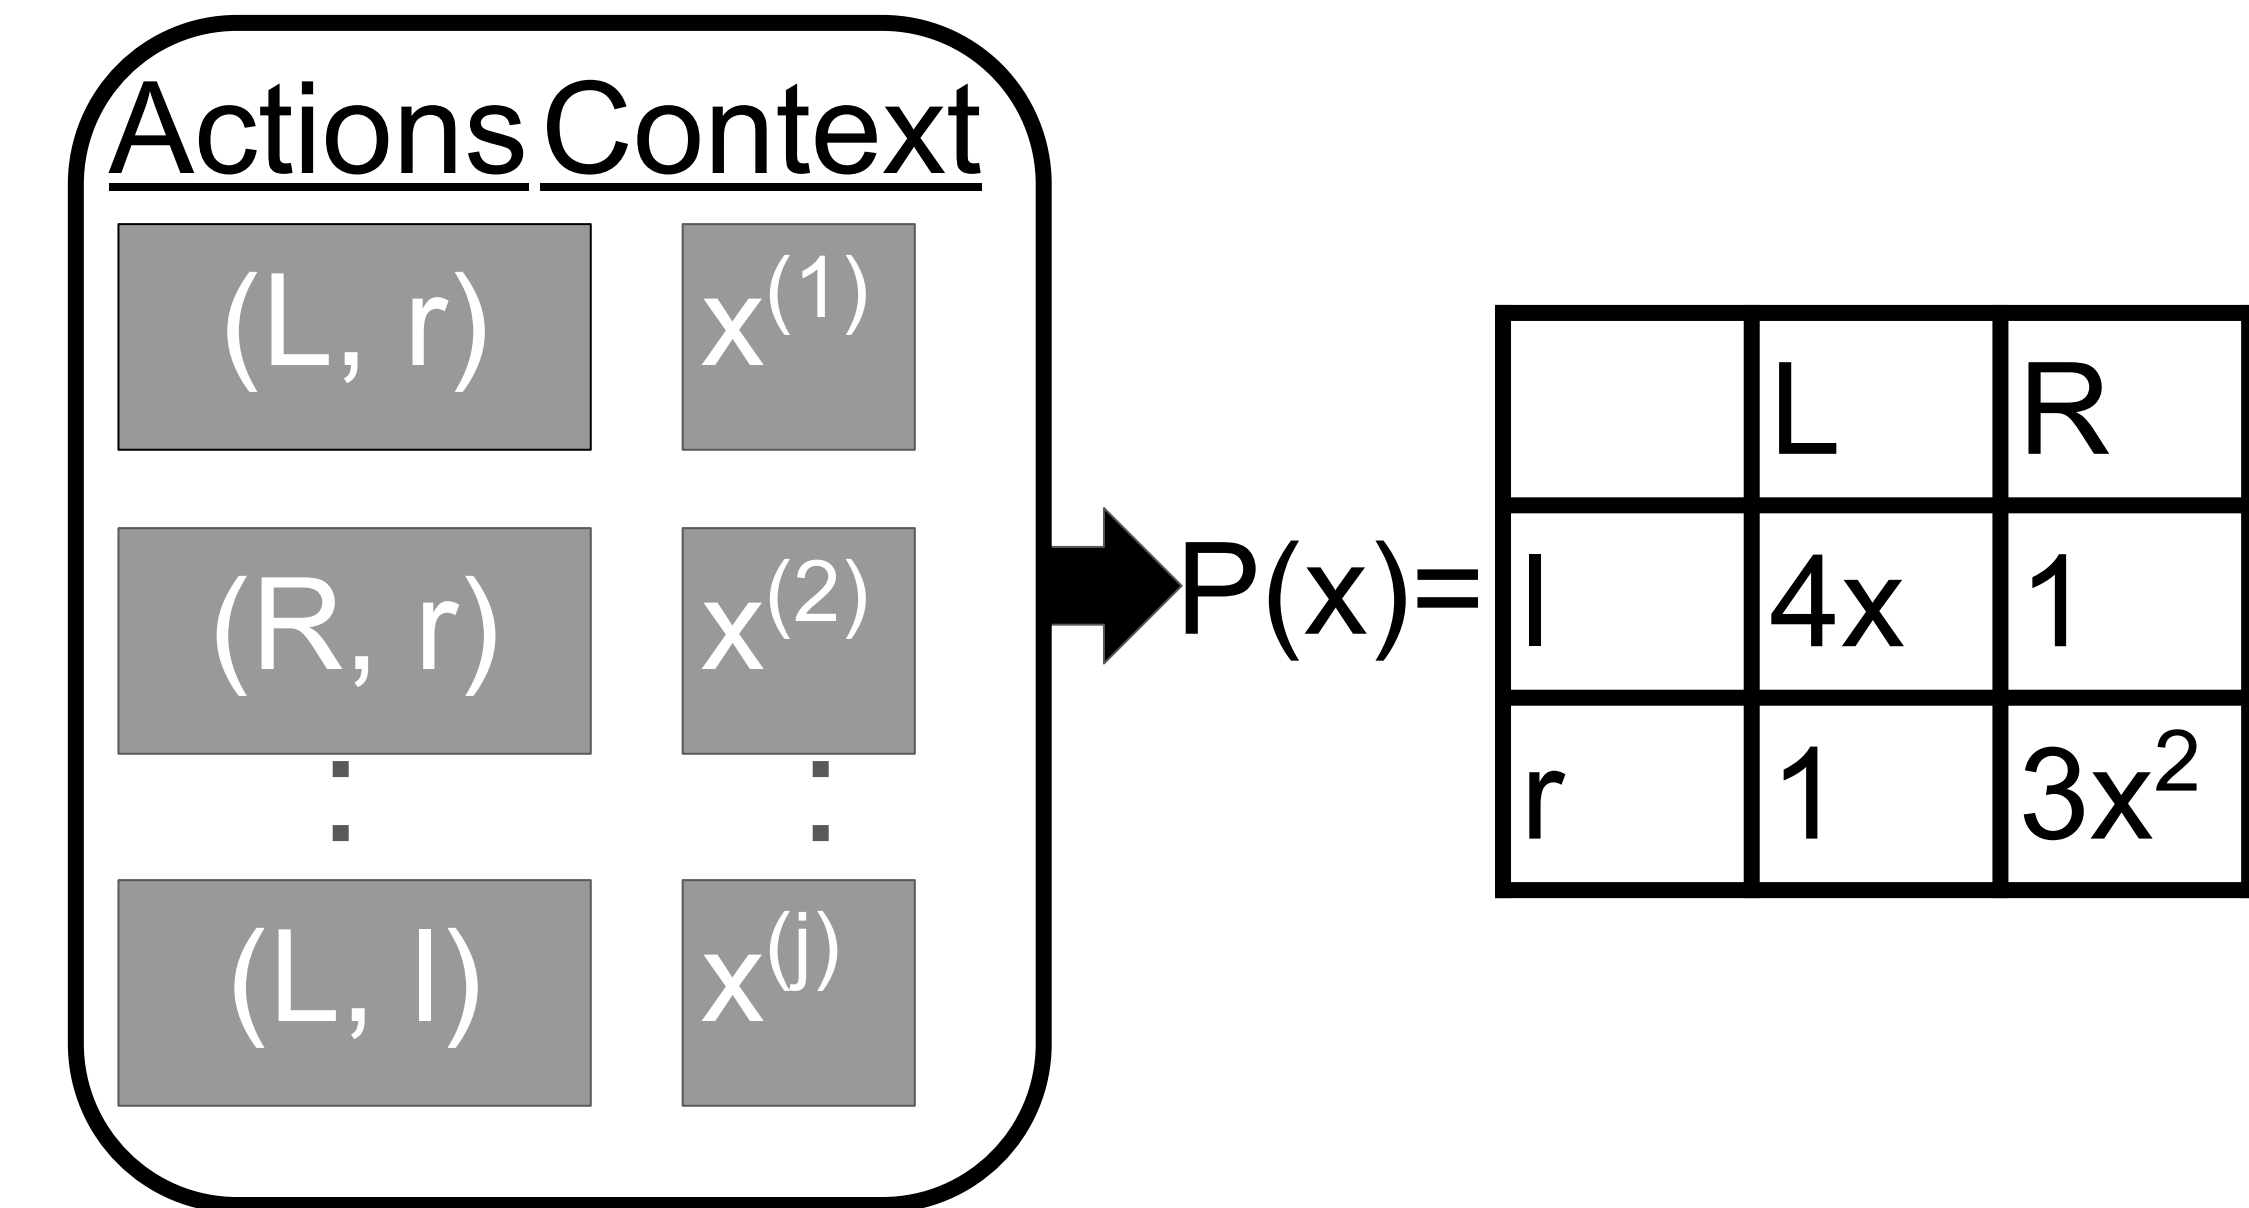 Actions Context
(L, r) x⁽¹⁾
(R, r) x⁽²⁾
(L, l) x⁽ʲ⁾
P(x)=
L R
l 4x 1
r 1 3x²